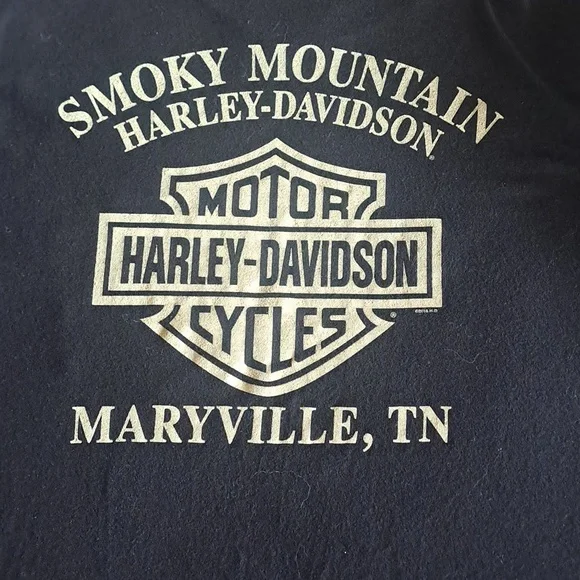 SMOKY MOUNTAIN
HARLEY-DAVIDSON®
MOTOR
HARLEY-DAVIDSON
CYCLES®
MARYVILLE, TN